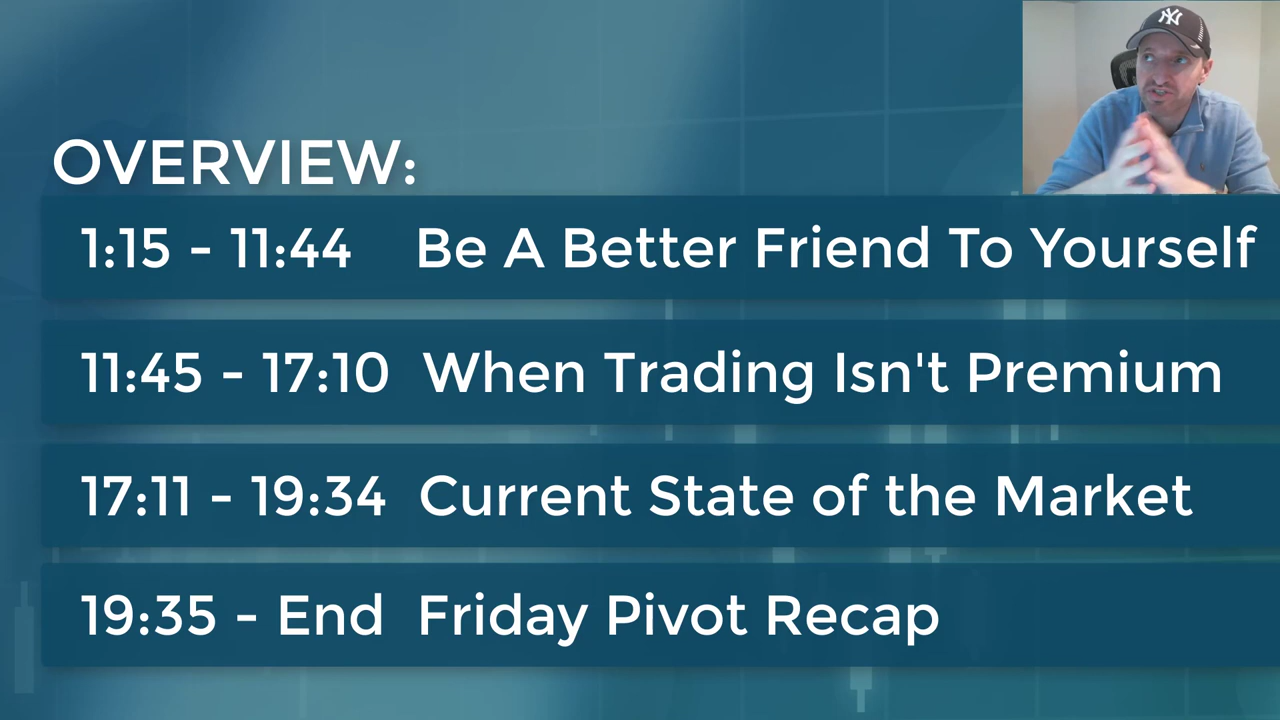 NY
OVERVIEW:
1:15 - 11:44 Be A Better Friend To Yourself
11:45 - 17:10 When Trading Isn't Premium
17:11 - 19:34 Current State of the Market
19:35 - End Friday Pivot Recap